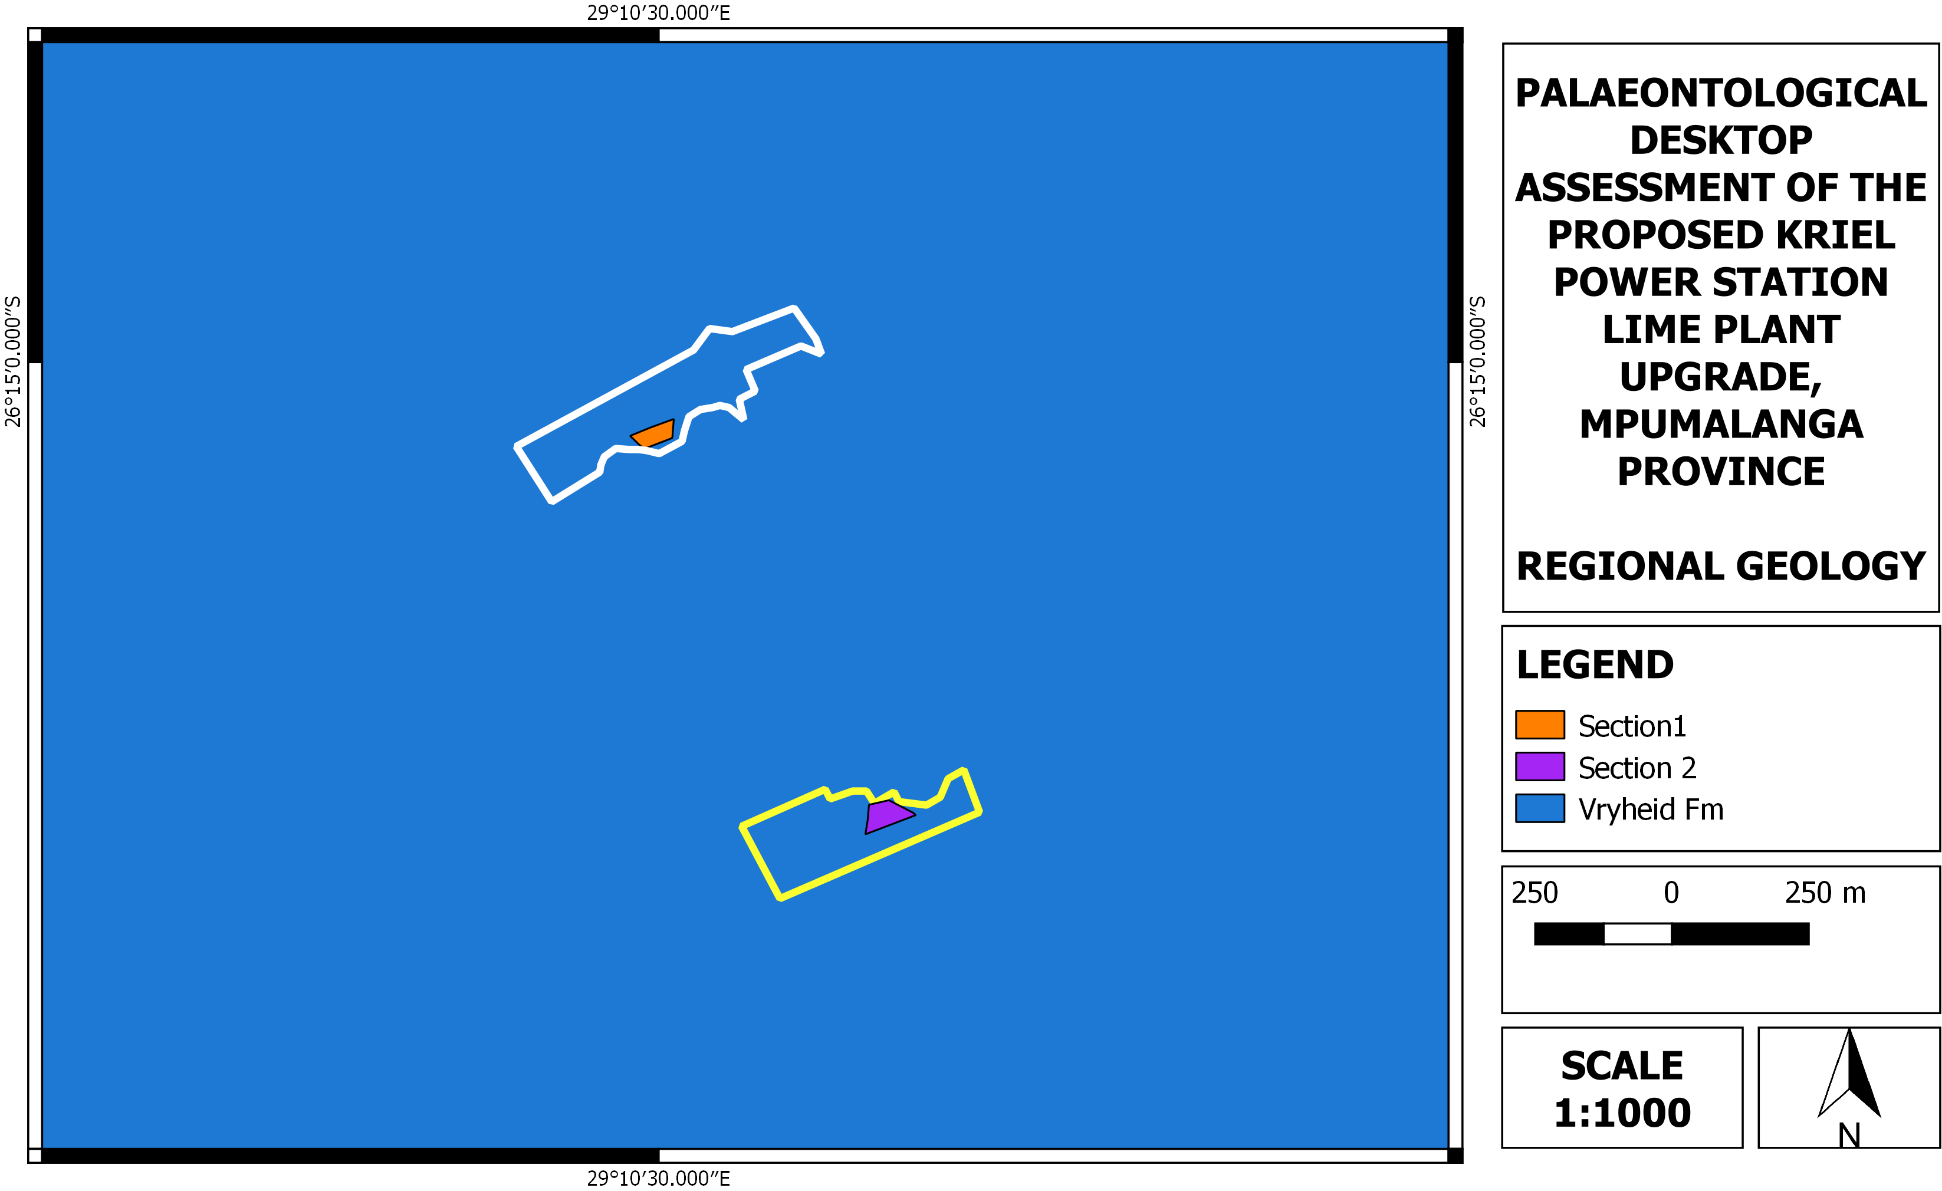 29°10'30.000"E
26°15'0.000"S
26°15'0.000"S
29°10'30.000"E
PALAEONTOLOGICAL
DESKTOP
ASSESSMENT OF THE
PROPOSED KRIEL
POWER STATION
LIME PLANT
UPGRADE,
MPUMALANGA
PROVINCE
REGIONAL GEOLOGY
LEGEND
Section1
Section 2
Vryheid Fm
250 0 250 m
SCALE
1:1000
N